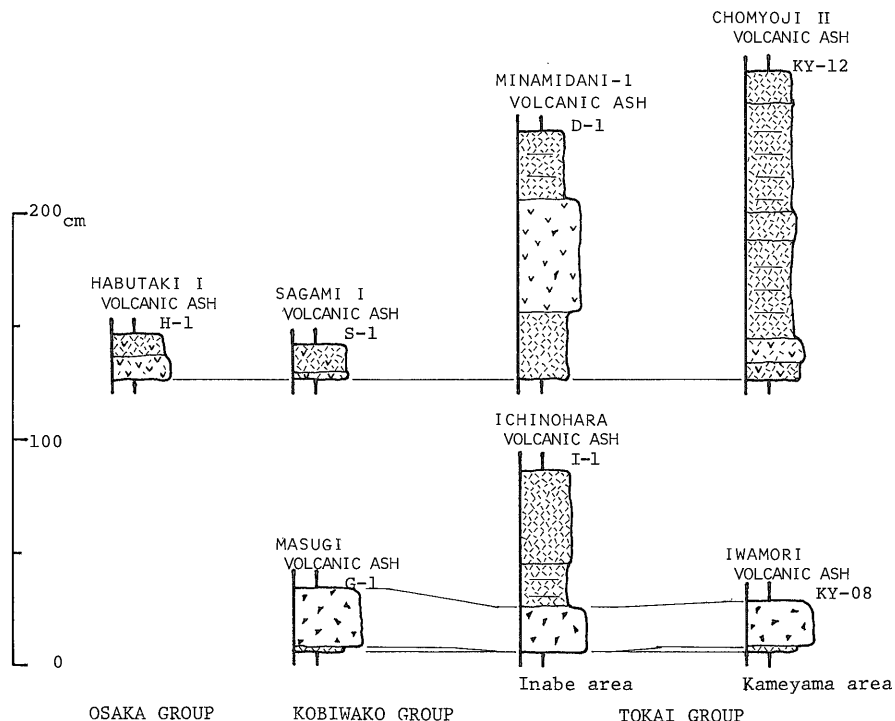 CHOMYOJI II
VOLCANIC ASH
KY-12
MINAMIDANI-1
VOLCANIC ASH
D-1
200 cm
HABUTAKI I
VOLCANIC ASH
H-1
SAGAMI I
VOLCANIC ASH
S-1
100
ICHINOHARA
VOLCANIC ASH
I-1
MASUGI
VOLCANIC ASH
G-1
IWAMORI
VOLCANIC ASH
KY-08
0
Inabe area
Kameyama area
OSAKA GROUP
KOBIWAKO GROUP
TOKAI GROUP